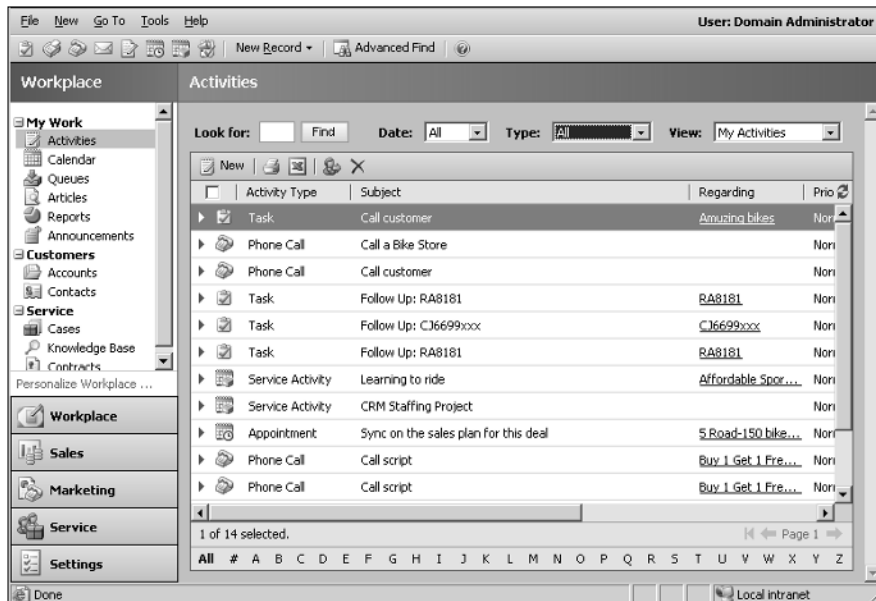 File New Go To Tools Help User: Domain Administrator
New Record Advanced Find
Workplace Activities
My Work
Activities
Calendar
Queues
Articles
Reports
Announcements
Customers
Accounts
Contacts
Service
Cases
Knowledge Base
Contracts
Personalize Workplace ...
Workplace
Sales
Marketing
Service
Settings
Look for: Find Date: All Type: All View: My Activities
New
Activity Type Subject Regarding Prio
Task Call customer Amuzing bikes Nor
Phone Call Call a Bike Store Nor
Phone Call Call customer Nor
Task Follow Up: RA8181 RA8181 Nor
Task Follow Up: CJ6699xxx CJ6699xxx Nor
Task Follow Up: RA8181 RA8181 Nor
Service Activity Learning to ride Affordable Spor... Nor
Service Activity CRM Staffing Project Nor
Appointment Sync on the sales plan for this deal 5 Road-150 bike... Nor
Phone Call Call script Buy 1 Get 1 Fre... Nor
Phone Call Call script Buy 1 Get 1 Fre... Nor
1 of 14 selected. Page 1
All # A B C D E F G H I J K L M N O P Q R S T U V W X Y Z
Done Local intranet